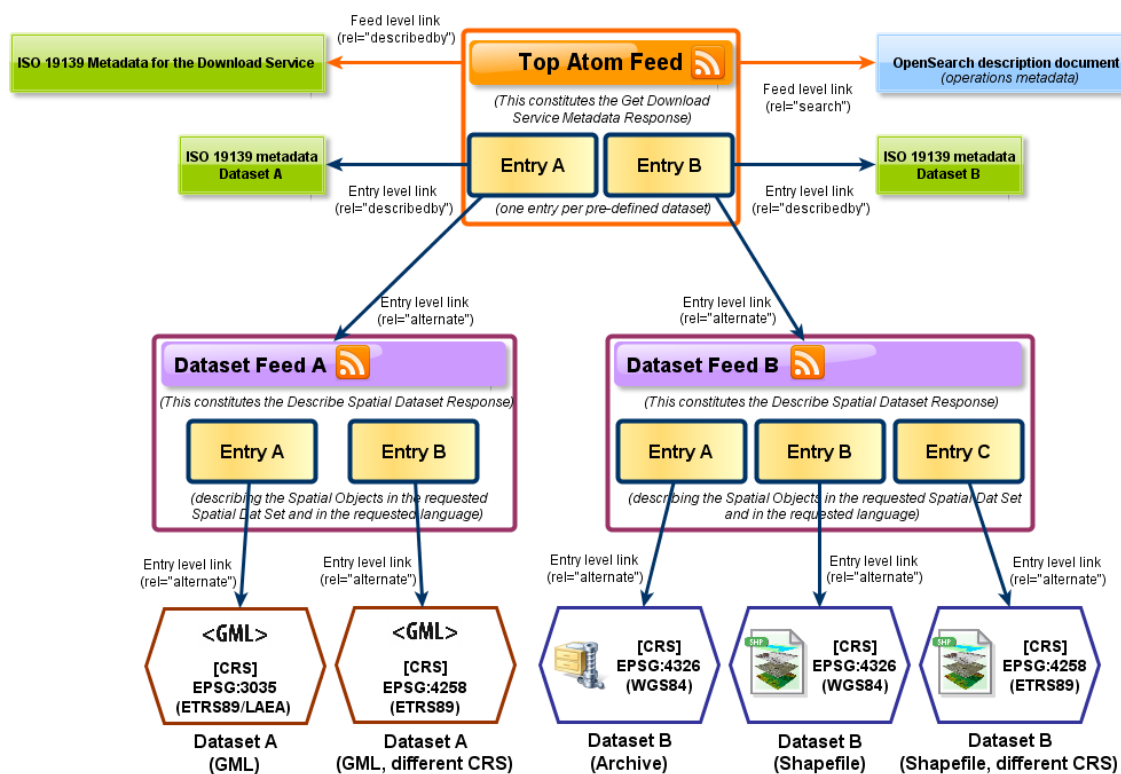 Feed level link
(rel="describedby")
ISO 19139 Metadata for the Download Service
Top Atom Feed
OpenSearch description document
(operations metadata)
Feed level link
(rel="search")
(This constitutes the Get Download
Service Metadata Response)
ISO 19139 metadata
Dataset A
Entry A
Entry B
ISO 19139 metadata
Dataset B
Entry level link
(rel="describedby")
(one entry per pre-defined dataset)
Entry level link
(rel="describedby")
Entry level link
(rel="alternate")
Entry level link
(rel="alternate")
Dataset Feed A
(This constitutes the Describe Spatial Dataset Response)
Entry A
Entry B
(describing the Spatial Objects in the requested
Spatial Dat Set and in the requested language)
Dataset Feed B
(This constitutes the Describe Spatial Dataset Response)
Entry A
Entry B
Entry C
(describing the Spatial Objects in the requested Spatial Dat Set
and in the requested language)
Entry level link
(rel="alternate")
Entry level link
(rel="alternate")
Entry level link
(rel="alternate")
Entry level link
(rel="alternate")
Entry level link
(rel="alternate")
<GML>
[CRS]
EPSG:3035
(ETRS89/LAEA)
Dataset A
(GML)
<GML>
[CRS]
EPSG:4258
(ETRS89)
Dataset A
(GML, different CRS)
[CRS]
EPSG:4326
(WGS84)
Dataset B
(Archive)
SHP
[CRS]
EPSG:4326
(WGS84)
Dataset B
(Shapefile)
SHP
[CRS]
EPSG:4258
(ETRS89)
Dataset B
(Shapefile, different CRS)